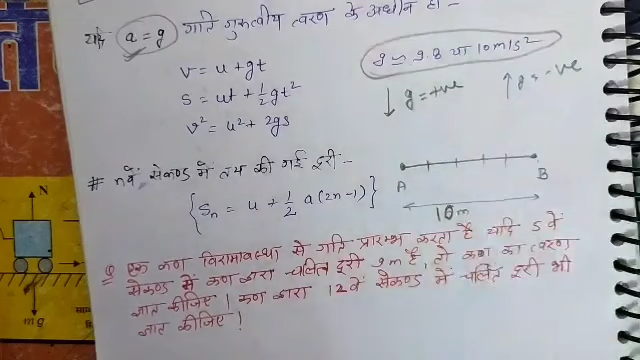 यदि a = g गति गुरुत्वीय त्वरण के अधीन हो -
g ≃ 9.8 या 10 m/s²
v = u + gt
s = ut + ½gt²
v² = u² + 2gs
↓ g = +ve
↑ g = -ve
# nवें सेकण्ड में तय की गई दूरी -
{Sn = u + ½ a(2n-1)}
A B
10m
Q एक कण विरामावस्था से गति प्रारम्भ करता है यदि 5 वें
सेकण्ड में कण द्वारा चलित दूरी 9m है, तो कण का त्वरण
ज्ञात कीजिए। कण द्वारा 12 वें सेकण्ड में चलित दूरी भी
ज्ञात कीजिए!
N
mg